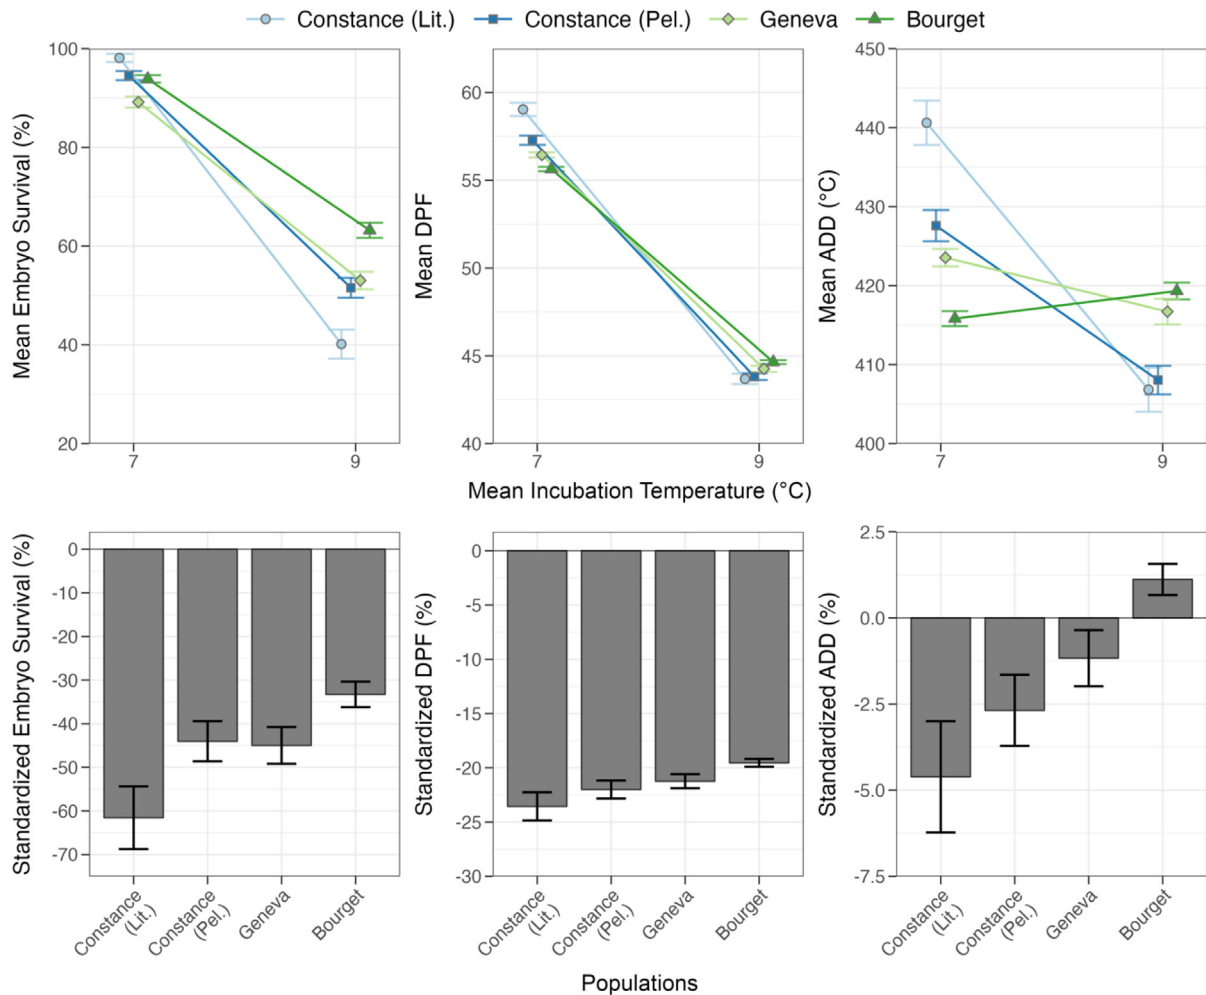 Constance (Lit.) Constance (Pel.) Geneva Bourget
Mean Embryo Survival (%)
100
80
60
40
20
7 9
Mean DPF
60
55
50
45
40
7 9
Mean ADD (°C)
450
440
430
420
410
400
7 9
Mean Incubation Temperature (°C)
Standardized Embryo Survival (%)
0
-10
-20
-30
-40
-50
-60
-70
Constance
(Lit.)
Constance
(Pel.)
Geneva
Bourget
Standardized DPF (%)
0
-5
-10
-15
-20
-25
-30
Constance
(Lit.)
Constance
(Pel.)
Geneva
Bourget
Standardized ADD (%)
2.5
0.0
-2.5
-5.0
-7.5
Constance
(Lit.)
Constance
(Pel.)
Geneva
Bourget
Populations